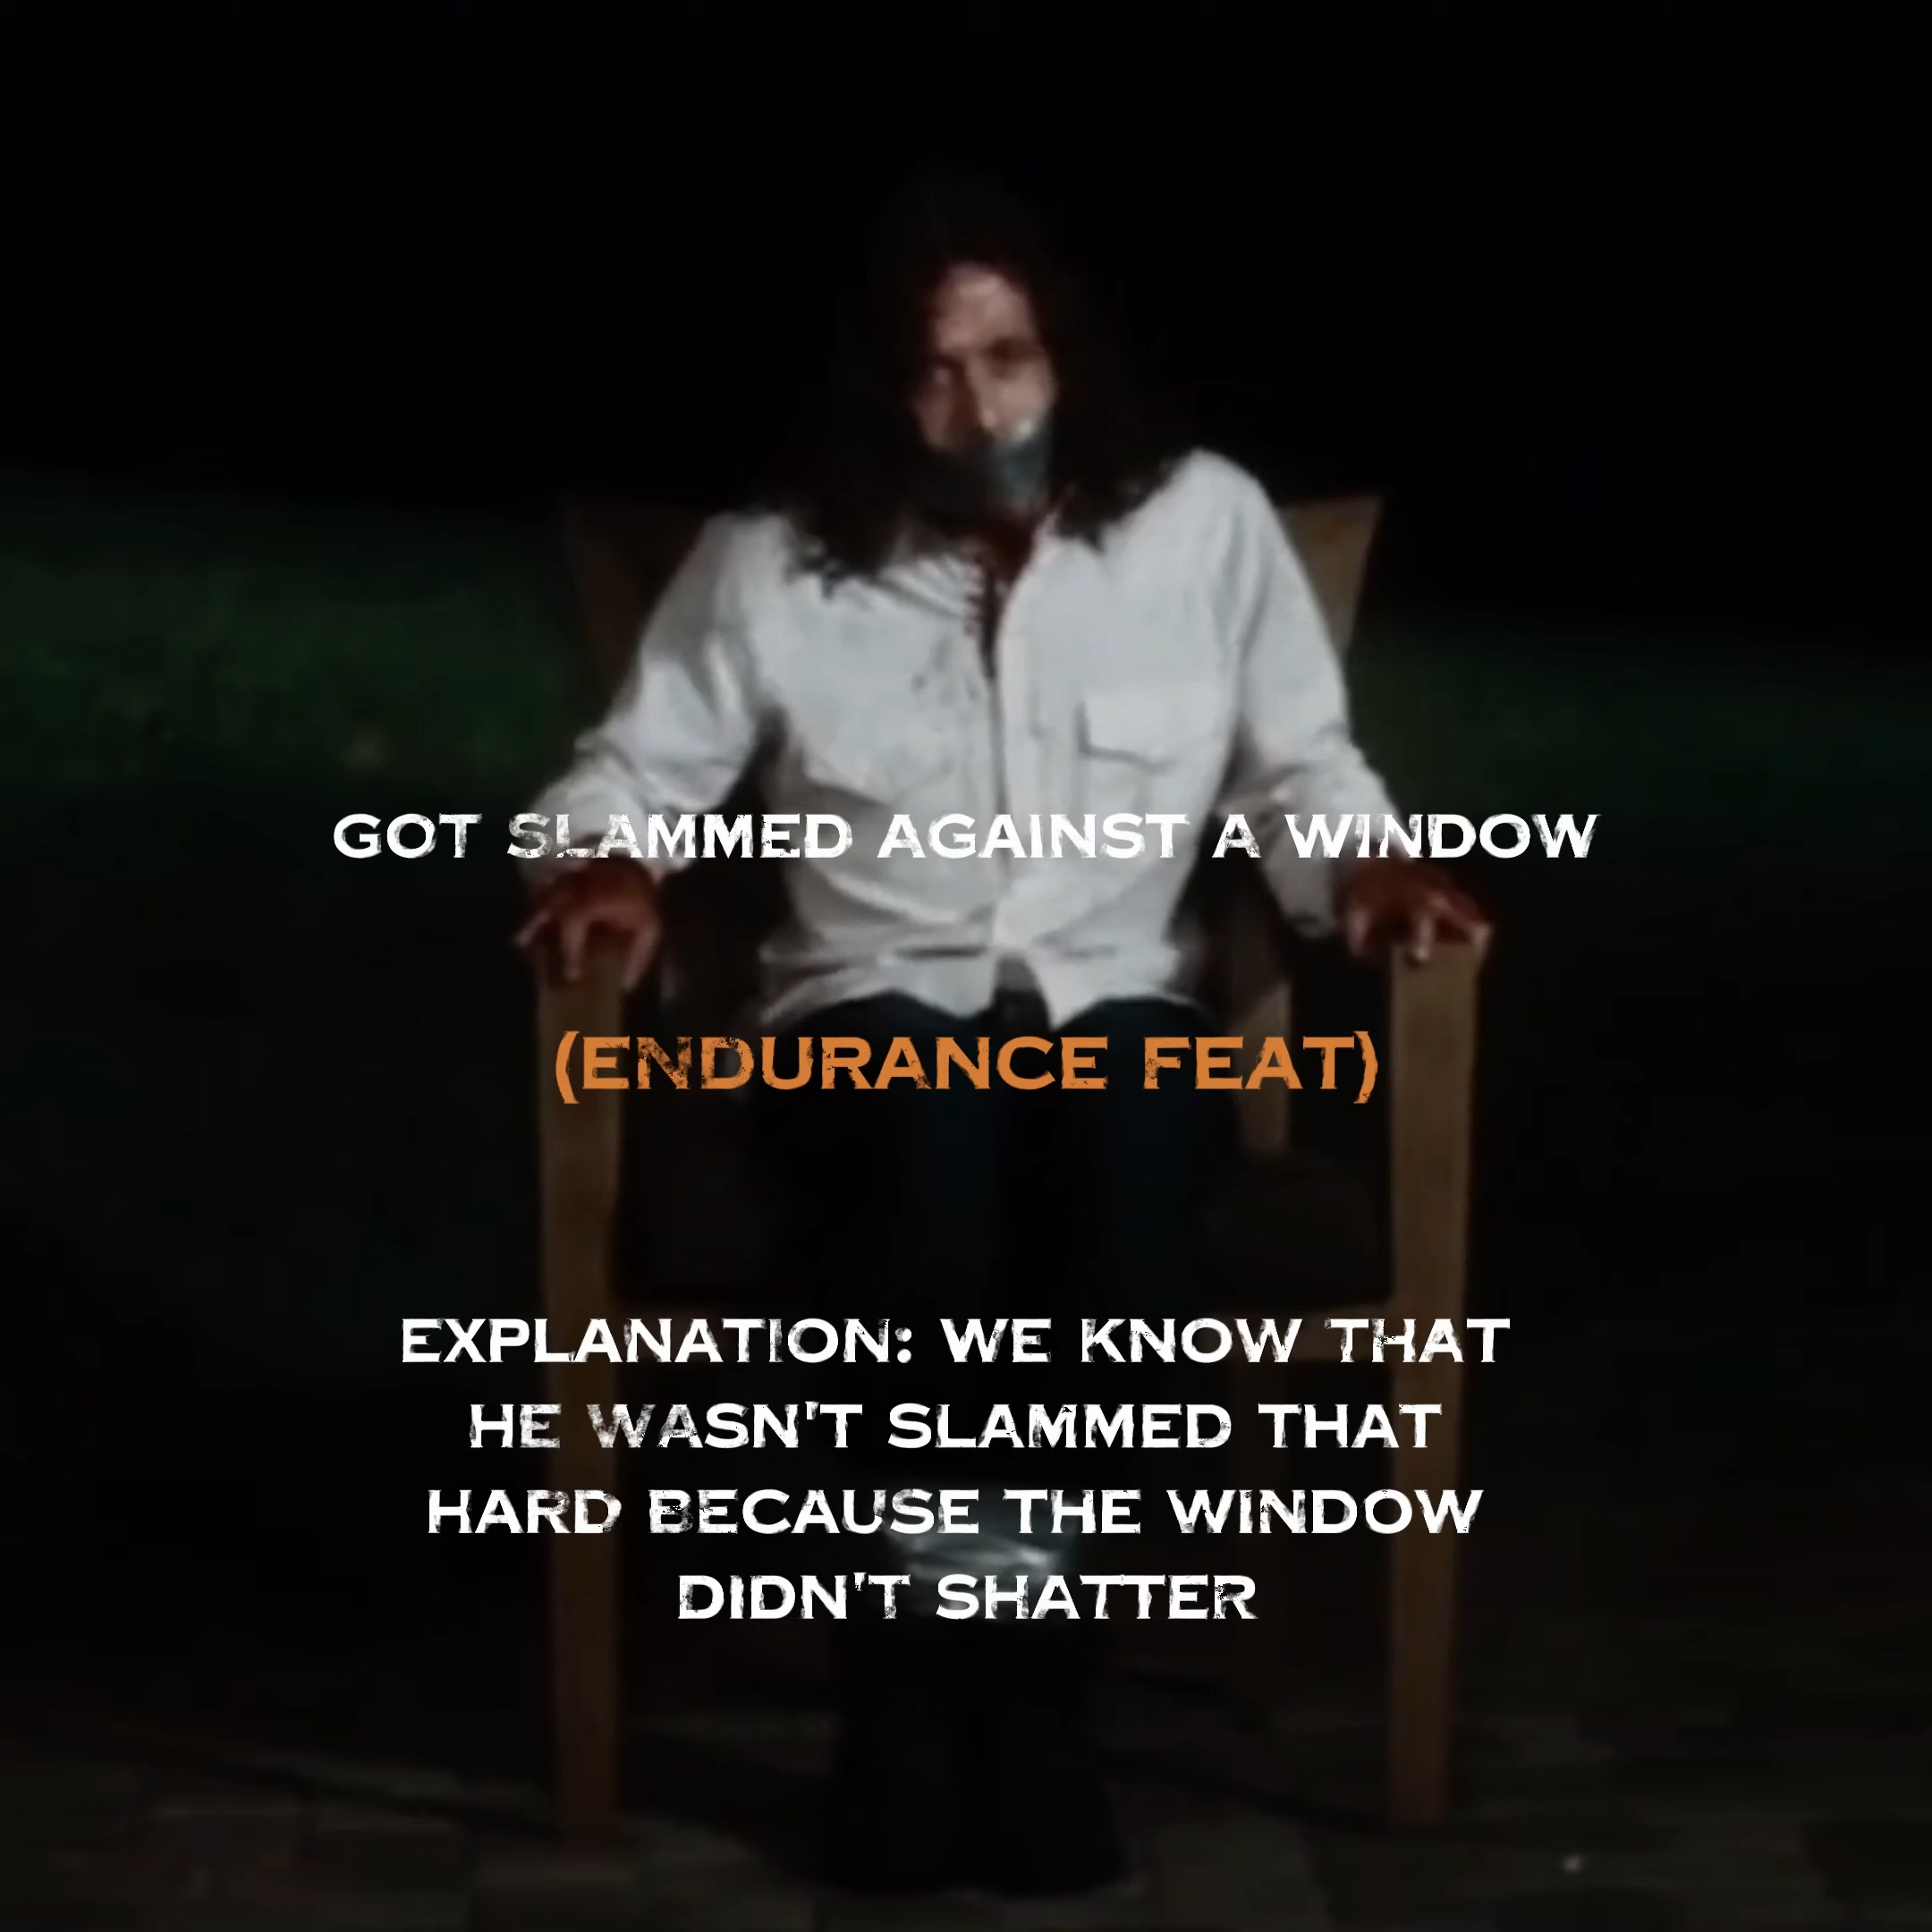 GOT SLAMMED AGAINST A WINDOW
(ENDURANCE FEAT)
EXPLANATION: WE KNOW THAT
HE WASN'T SLAMMED THAT
HARD BECAUSE THE WINDOW
DIDN'T SHATTER